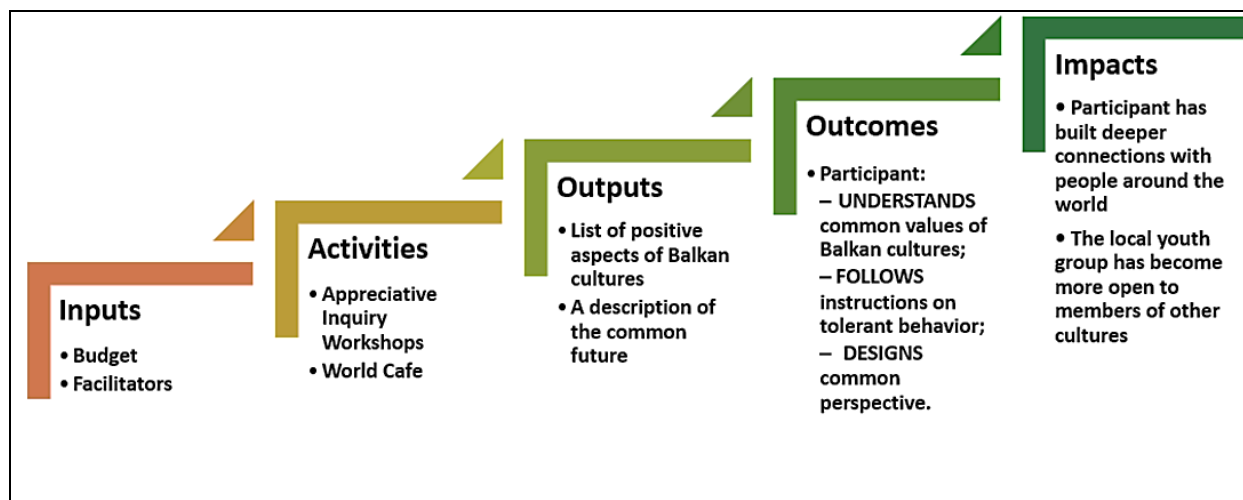 Inputs
• Budget
• Facilitators
Activities
• Appreciative
Inquiry
Workshops
• World Cafe
Outputs
• List of positive
aspects of Balkan
cultures
• A description of
the common
future
Outcomes
• Participant:
– UNDERSTANDS
common values of
Balkan cultures;
– FOLLOWS
instructions on
tolerant behavior;
– DESIGNS
common
perspective.
Impacts
• Participant has
built deeper
connections with
people around the
world
• The local youth
group has become
more open to
members of other
cultures